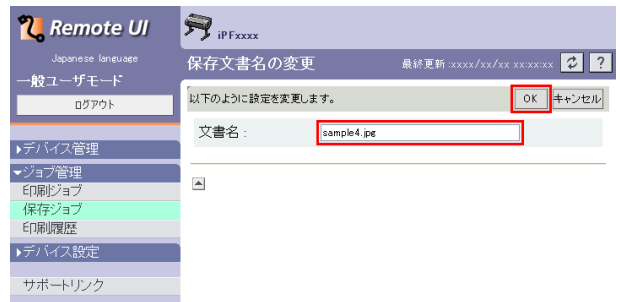 Remote UI
iPFxxxx
Japanese language
一般ユーザモード
ログアウト
保存文書名の変更
最終更新 :xxxx/xx/xx xx:xx:xx
?
以下のように設定を変更します。
OK
キャンセル
文書名 :
sample4.jpg
デバイス管理
ジョブ管理
印刷ジョブ
保存ジョブ
印刷履歴
デバイス設定
サポートリンク